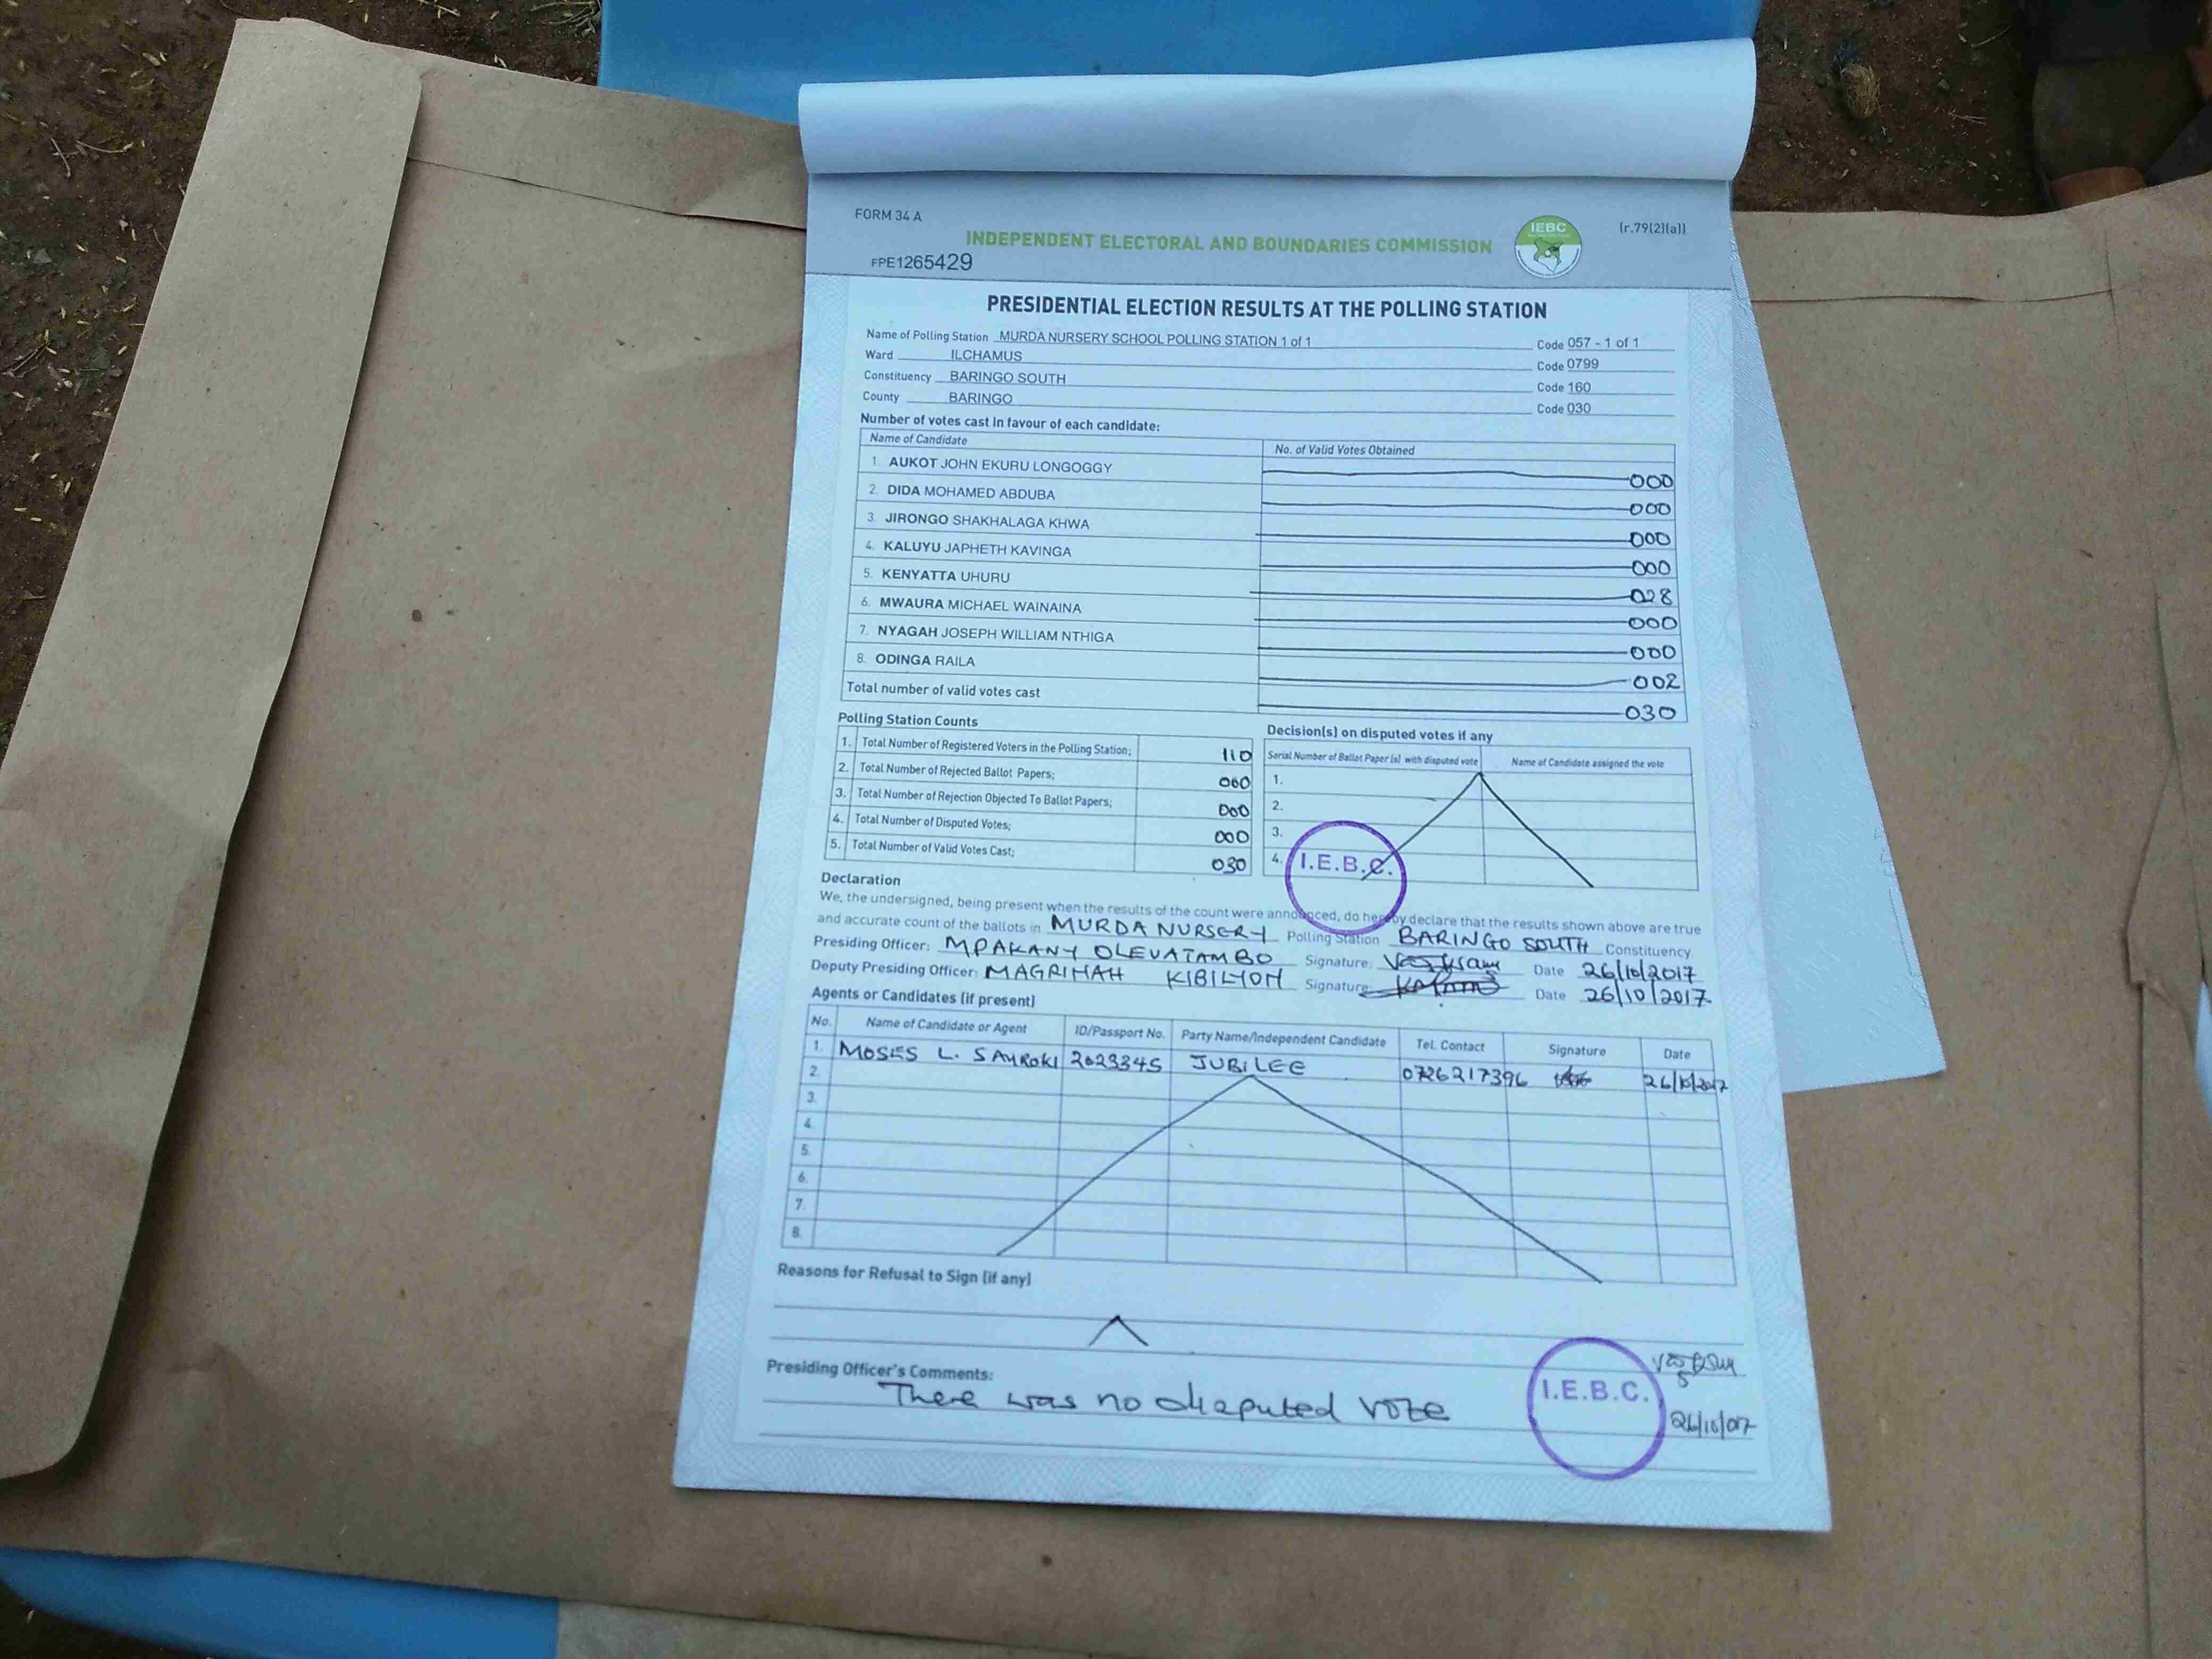 FORM 34 A
(r.79(2)(a))
INDEPENDENT ELECTORAL AND BOUNDARIES COMMISSION
IEBC
FPE1265429
PRESIDENTIAL ELECTION RESULTS AT THE POLLING STATION
Name of Polling Station MURDA NURSERY SCHOOL POLLING STATION 1 of 1 Code 057 - 1 of 1
Ward ILCHAMUS Code 0799
Constituency BARINGO SOUTH Code 160
County BARINGO Code 030
Number of votes cast in favour of each candidate:
Name of Candidate No. of Valid Votes Obtained
1. AUKOT JOHN EKURU LONGOGGY 000
2. DIDA MOHAMED ABDUBA 000
3. JIRONGO SHAKHALAGA KHWA 000
4. KALUYU JAPHETH KAVINGA 000
5. KENYATTA UHURU 028
6. MWAURA MICHAEL WAINAINA 000
7. NYAGAH JOSEPH WILLIAM NTHIGA 000
8. ODINGA RAILA 002
Total number of valid votes cast 030
Polling Station Counts
1. Total Number of Registered Voters in the Polling Station; 110
2. Total Number of Rejected Ballot Papers; 000
3. Total Number of Rejection Objected To Ballot Papers; 000
4. Total Number of Disputed Votes; 000
5. Total Number of Valid Votes Cast; 030
Decision(s) on disputed votes if any
Serial Number of Ballot Paper (s) with disputed vote Name of Candidate assigned the vote
1.
2.
3.
4.
I.E.B.C.
Declaration
We, the undersigned, being present when the results of the count were announced, do hereby declare that the results shown above are true
and accurate count of the ballots in MURDA NURSERY Polling Station BARINGO SOUTH Constituency
Presiding Officer: MPAKANY OLEVATAMBO Signature: Date 26/10/2017
Deputy Presiding Officer: MAGRIHAH KIBILYOH Signature: Date 26/10/2017
Agents or Candidates (if present)
No. Name of Candidate or Agent ID/Passport No. Party Name/Independent Candidate Tel. Contact Signature Date
1. MOSES L. SAYROKI 2623345 JUBILEE 0726217396 26/10/2017
2.
3.
4.
5.
6.
7.
8.
Reasons for Refusal to Sign (if any)
Presiding Officer's Comments:
There was no disputed vote
I.E.B.C.
26/10/017